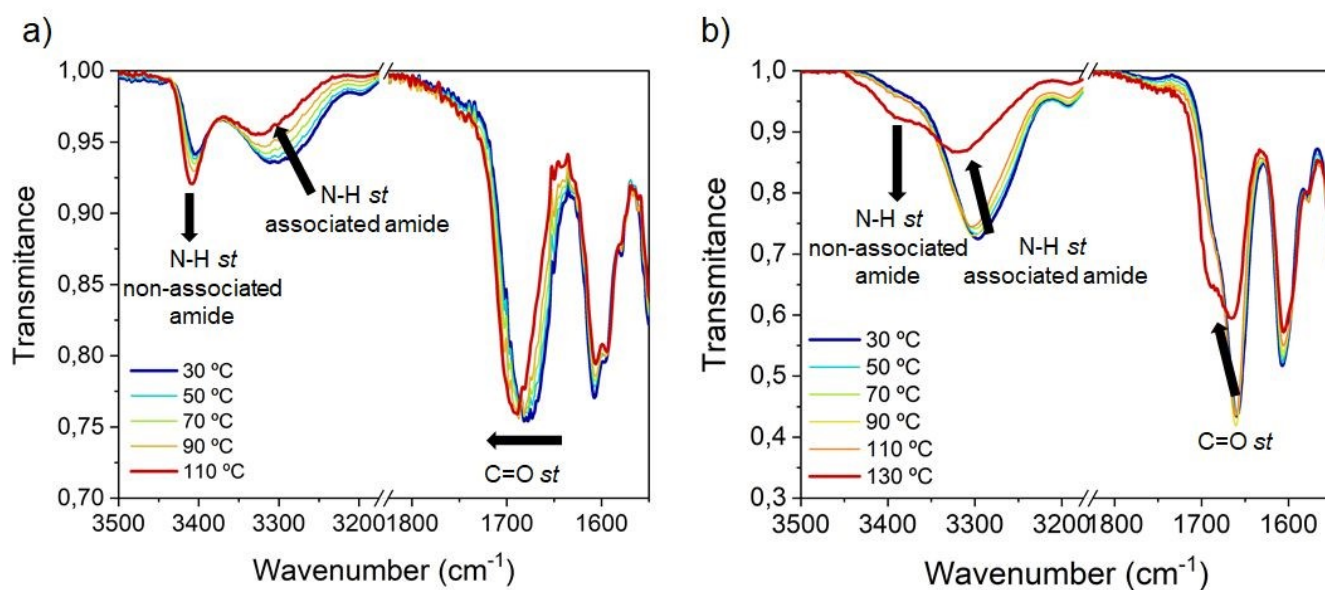 a)
1,00
0,95
0,90
0,85
0,80
0,75
0,70
Transmitance
N-H st
associated amide
N-H st
non-associated
amide
30 ºC
50 ºC
70 ºC
90 ºC
110 ºC
C=O st
3500 3400 3300 3200 1800 1700 1600
Wavenumber (cm-1)
b)
1,0
0,9
0,8
0,7
0,6
0,5
0,4
0,3
Transmitance
N-H st
non-associated
amide
N-H st
associated amide
30 ºC
50 ºC
70 ºC
90 ºC
110 ºC
130 ºC
C=O st
3500 3400 3300 3200 1800 1700 1600
Wavenumber (cm-1)